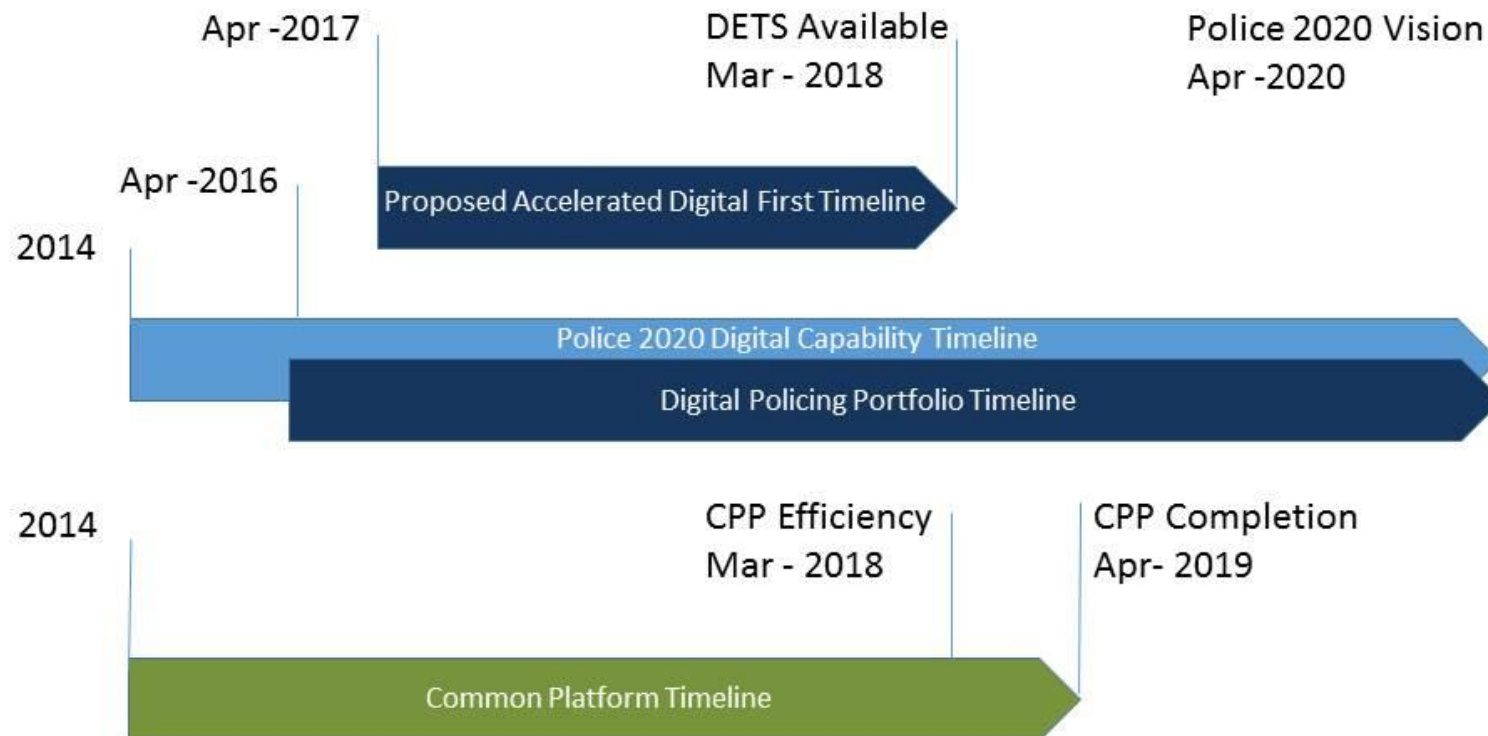 Apr -2017
DETS Available
Mar - 2018
Police 2020 Vision
Apr -2020
Apr -2016
Proposed Accelerated Digital First Timeline
2014
Police 2020 Digital Capability Timeline
Digital Policing Portfolio Timeline
2014
CPP Efficiency
Mar - 2018
CPP Completion
Apr- 2019
Common Platform Timeline